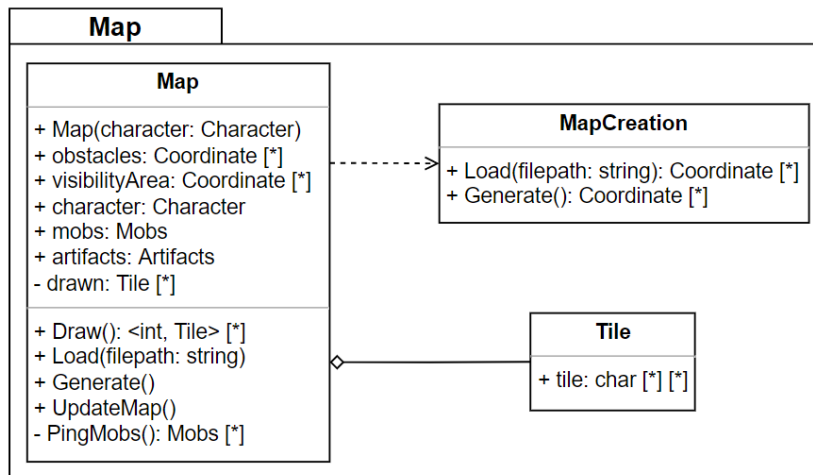 Map
Map
+ Map(character: Character)
+ obstacles: Coordinate [*]
+ visibilityArea: Coordinate [*]
+ character: Character
+ mobs: Mobs
+ artifacts: Artifacts
- drawn: Tile [*]
+ Draw(): <int, Tile> [*]
+ Load(filepath: string)
+ Generate()
+ UpdateMap()
- PingMobs(): Mobs [*]
MapCreation
+ Load(filepath: string): Coordinate [*]
+ Generate(): Coordinate [*]
Tile
+ tile: char [*] [*]